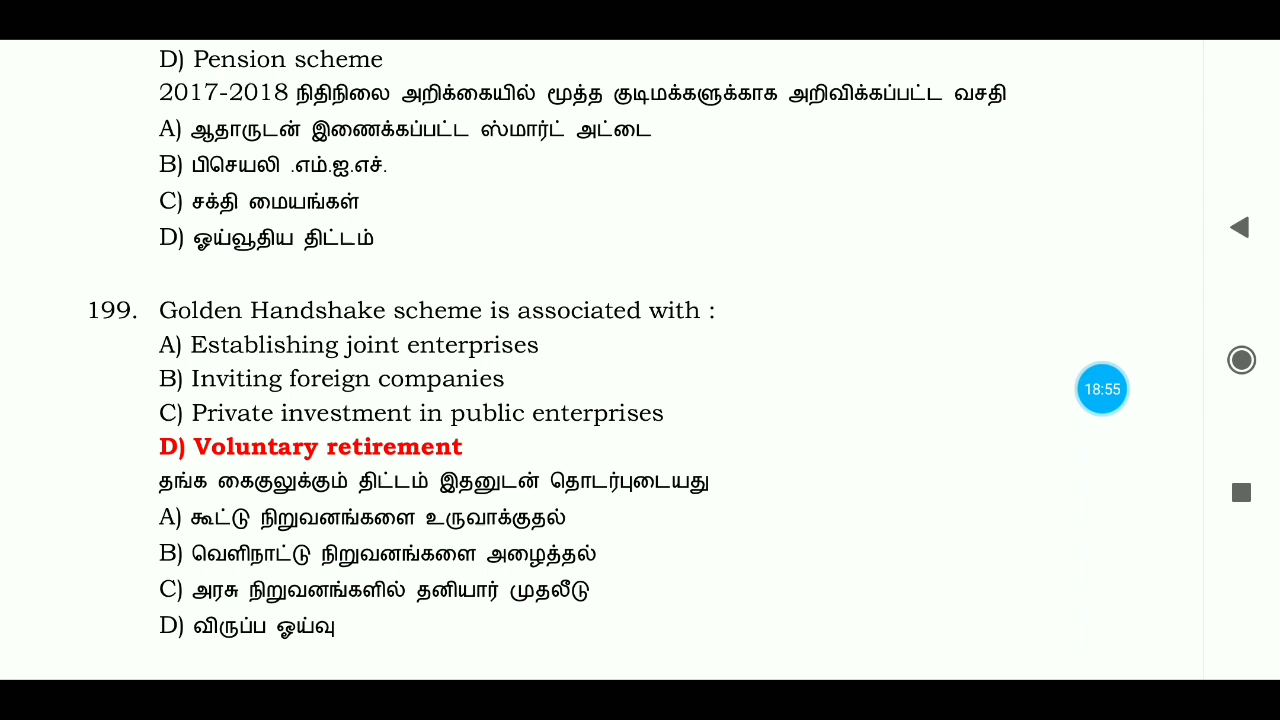 D) Pension scheme
2017-2018 நிதிநிலை அறிக்கையில் மூத்த குடிமக்களுக்காக அறிவிக்கப்பட்ட வசதி
A) ஆதாருடன் இணைக்கப்பட்ட ஸ்மார்ட் அட்டை
B) பிசெயலி .எம்.ஐ.எச்.
C) சக்தி மையங்கள்
D) ஓய்வூதிய திட்டம்
199. Golden Handshake scheme is associated with :
A) Establishing joint enterprises
B) Inviting foreign companies
C) Private investment in public enterprises
D) Voluntary retirement
தங்க கைகுலுக்கும் திட்டம் இதனுடன் தொடர்புடையது
A) கூட்டு நிறுவனங்களை உருவாக்குதல்
B) வெளிநாட்டு நிறுவனங்களை அழைத்தல்
C) அரசு நிறுவனங்களில் தனியார் முதலீடு
D) விருப்ப ஓய்வு
18:55